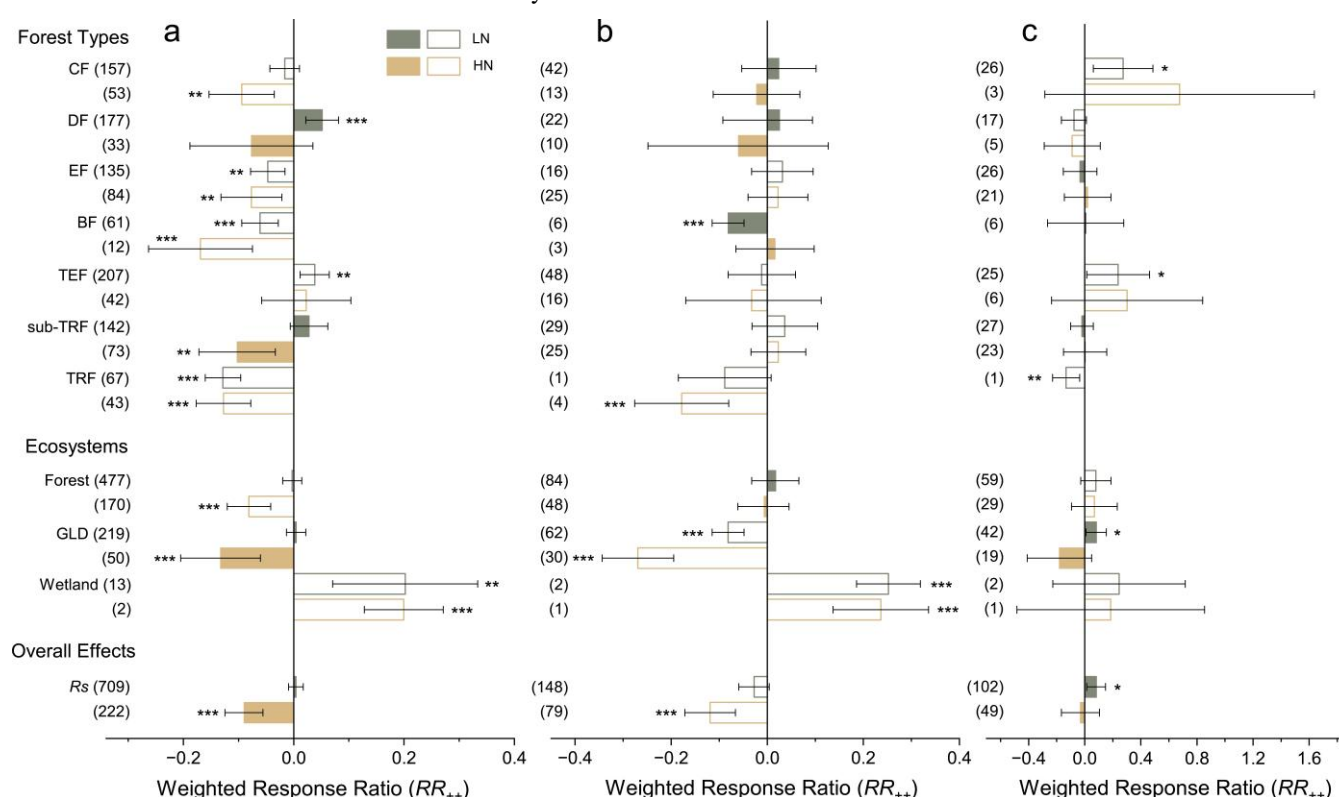 Forest Types a b c
LN
HN
CF (157) (42) (26) *
(53) ** (13) (3)
DF (177) *** (22) (17)
(33) (10) (5)
EF (135) ** (16) (26)
(84) ** (25) (21)
BF (61) *** (6) *** (6)
(12) *** (3)
TEF (207) ** (48) (25) *
(42) (16) (6)
sub-TRF (142) (29) (27)
(73) ** (25) (23)
TRF (67) *** (1) (1) **
(43) *** (4) ***
Ecosystems
Forest (477) (84) (59)
(170) *** (48) (29)
GLD (219) (62) *** (42) *
(50) *** (30) *** (19)
Wetland (13) ** (2) *** (2)
(2) *** (1) *** (1)
Overall Effects
Rs (709) (148) (102) *
(222) *** (79) *** (49)
−0.2 0.0 0.2 0.4 −0.4 −0.2 0.0 0.2 0.4 −0.4 0.0 0.4 0.8 1.2 1.6
Weighted Response Ratio (RR++) Weighted Response Ratio (RR++) Weighted Response Ratio (RR++)